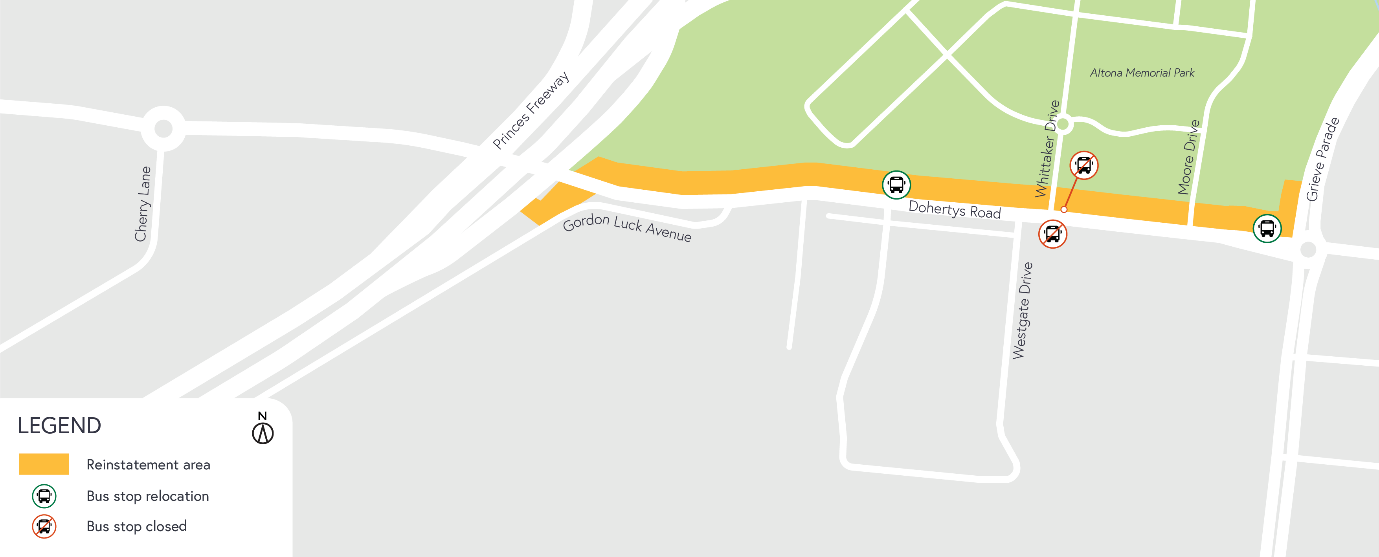 Altona Memorial Park
Princes Freeway
Whittaker Drive
Moore Drive
Grieve Parade
Cherry Lane
Dohertys Road
Gordon Luck Avenue
Westgate Drive
LEGEND
N
Reinstatement area
Bus stop relocation
Bus stop closed